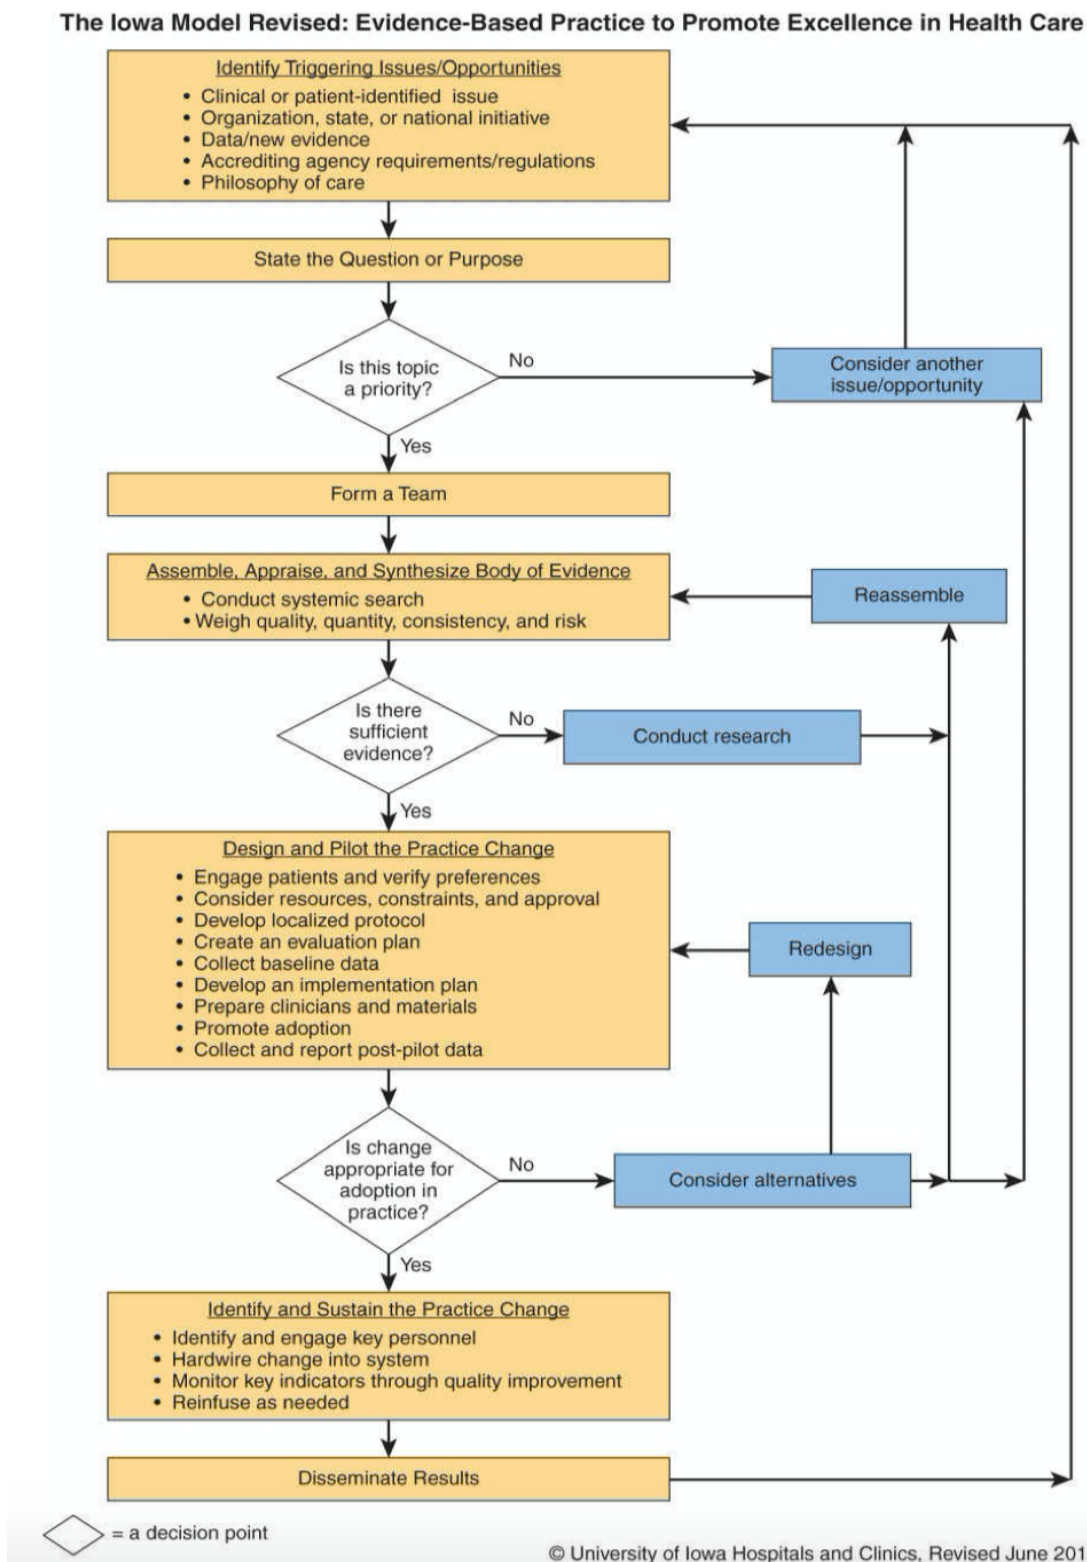 The Iowa Model Revised: Evidence-Based Practice to Promote Excellence in Health Care
Identify Triggering Issues/Opportunities
• Clinical or patient-identified issue
• Organization, state, or national initiative
• Data/new evidence
• Accrediting agency requirements/regulations
• Philosophy of care
State the Question or Purpose
Is this topic
a priority?
No
Consider another
issue/opportunity
Yes
Form a Team
Assemble, Appraise, and Synthesize Body of Evidence
• Conduct systemic search
• Weigh quality, quantity, consistency, and risk
Reassemble
Is there
sufficient
evidence?
No
Conduct research
Yes
Design and Pilot the Practice Change
• Engage patients and verify preferences
• Consider resources, constraints, and approval
• Develop localized protocol
• Create an evaluation plan
• Collect baseline data
• Develop an implementation plan
• Prepare clinicians and materials
• Promote adoption
• Collect and report post-pilot data
Redesign
Is change
appropriate for
adoption in
practice?
No
Consider alternatives
Yes
Identify and Sustain the Practice Change
• Identify and engage key personnel
• Hardwire change into system
• Monitor key indicators through quality improvement
• Reinfuse as needed
Disseminate Results
= a decision point
© University of Iowa Hospitals and Clinics, Revised June 201